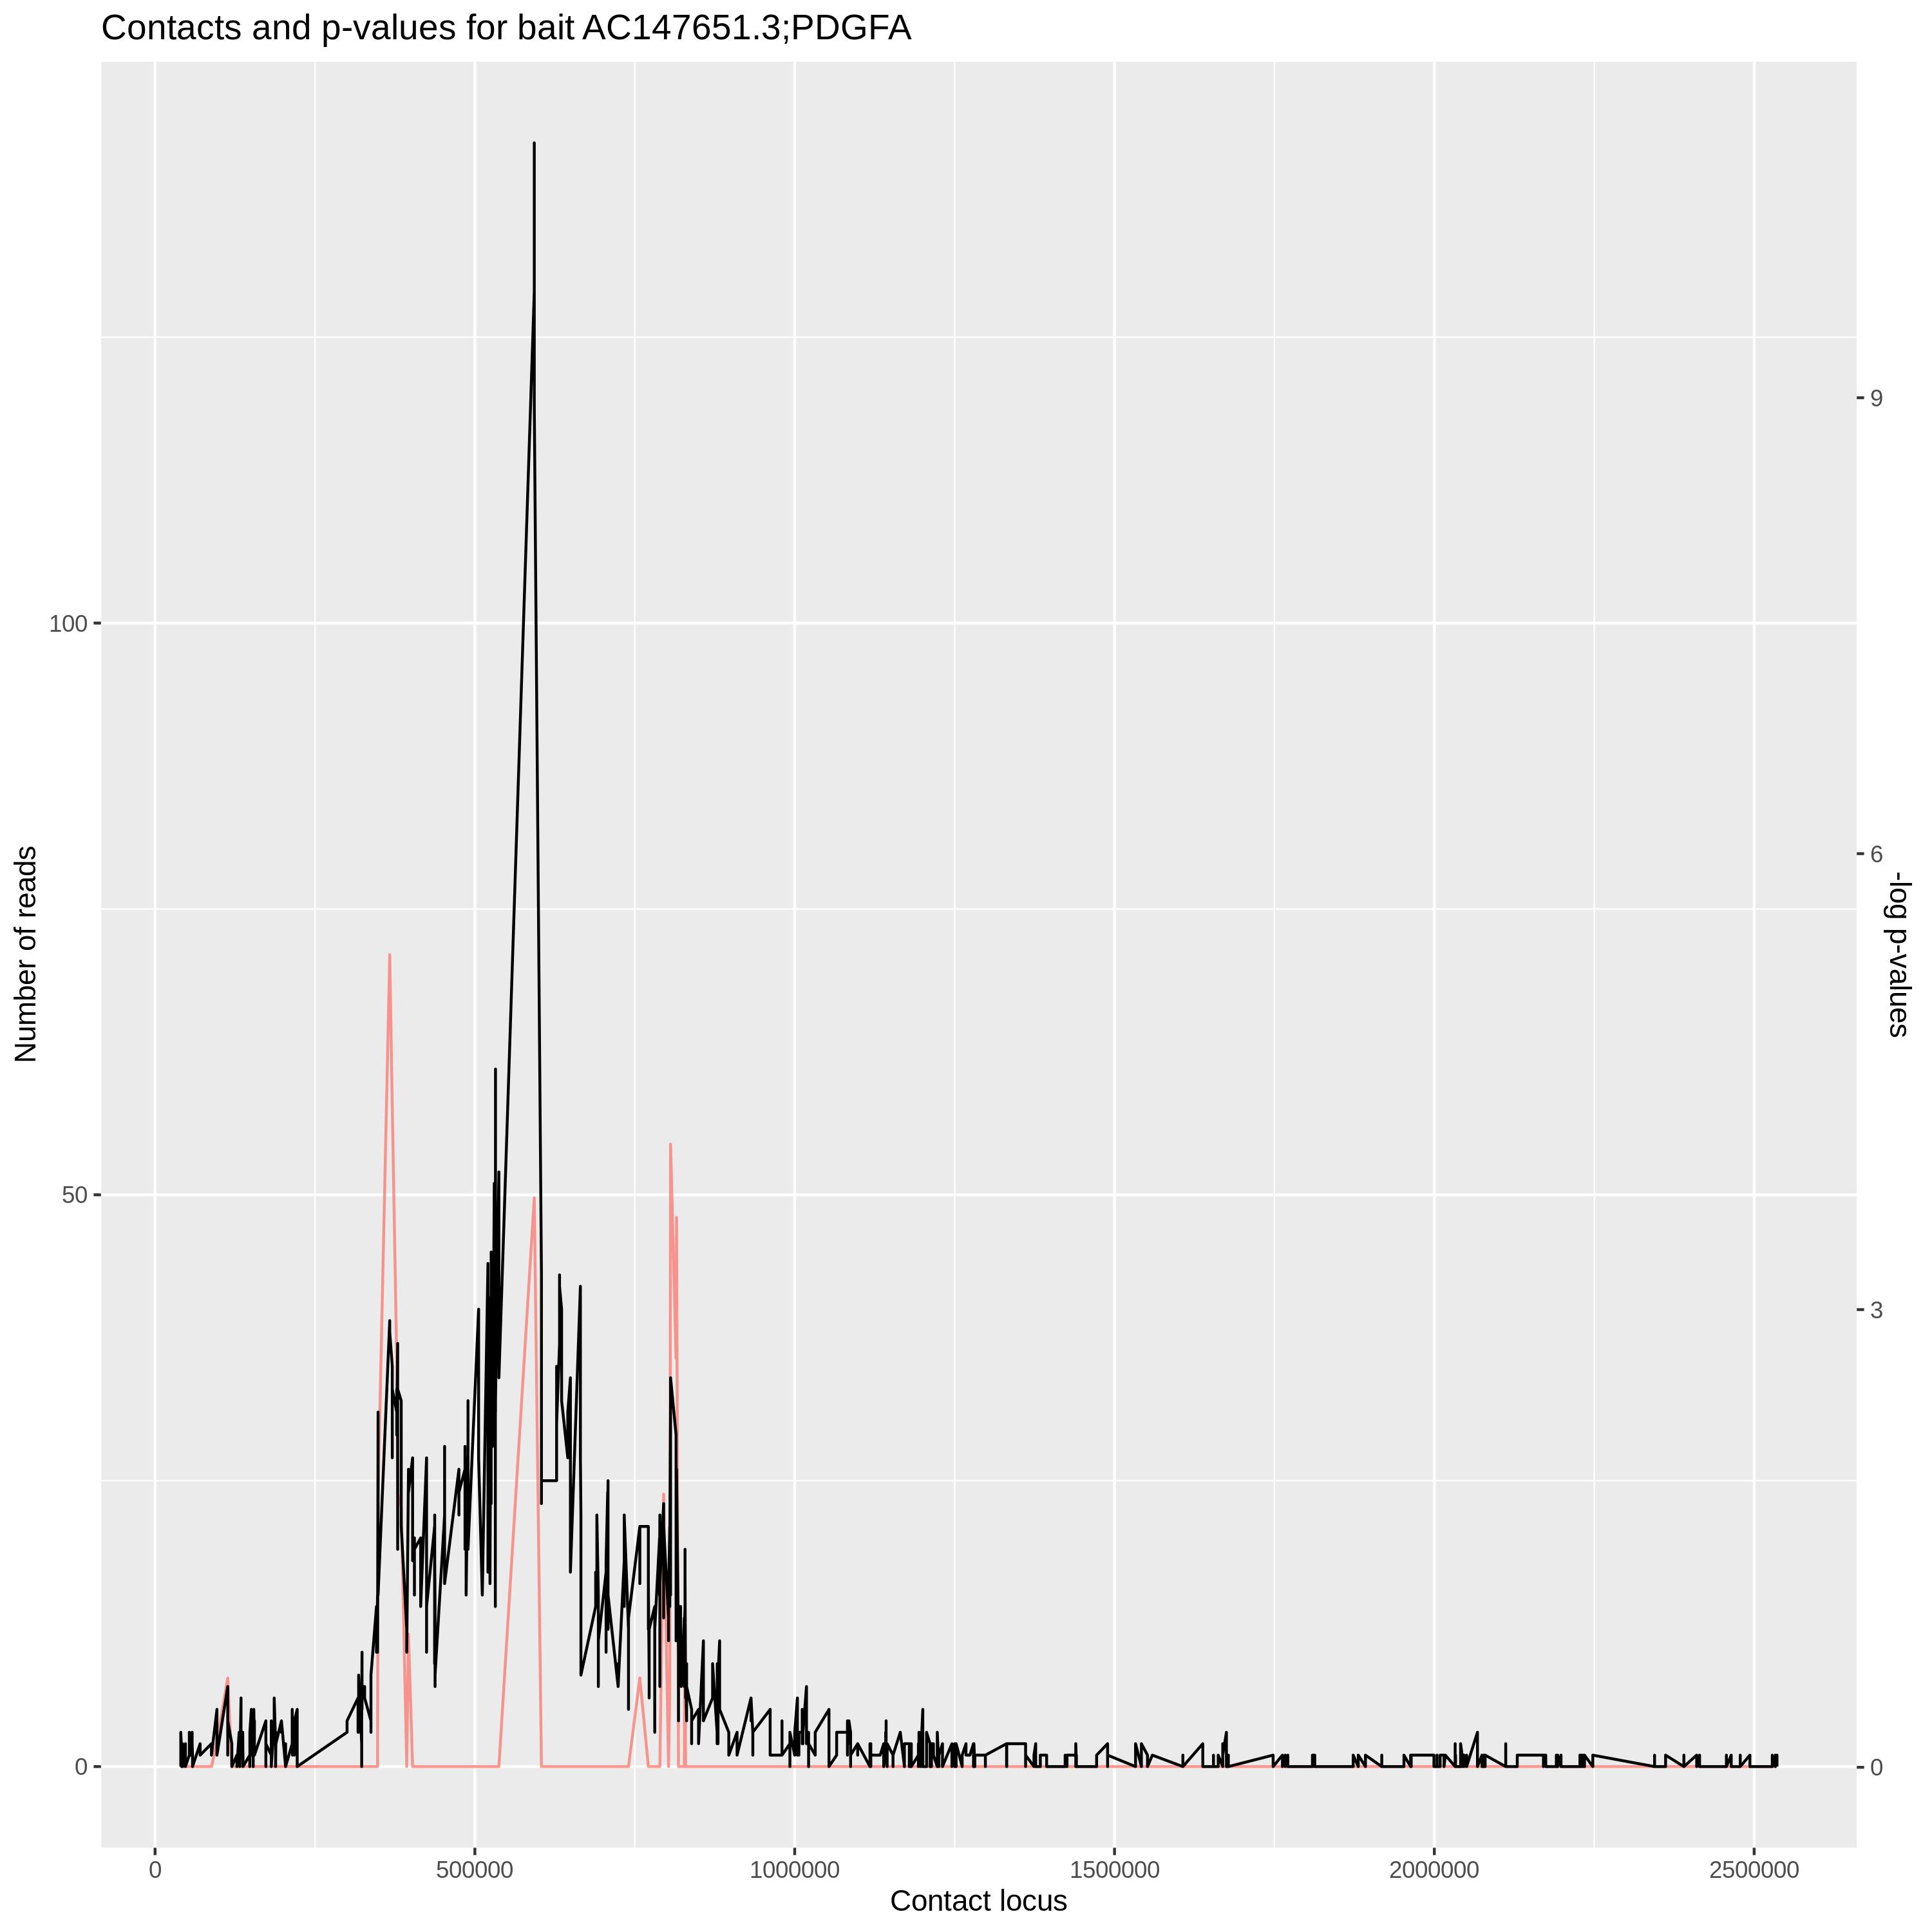 Contacts and p-values for bait AC147651.3;PDGFA
Number of reads
100
50
0
9
6
3
0
-log p-values
0 500000 1000000 1500000 2000000 2500000
Contact locus